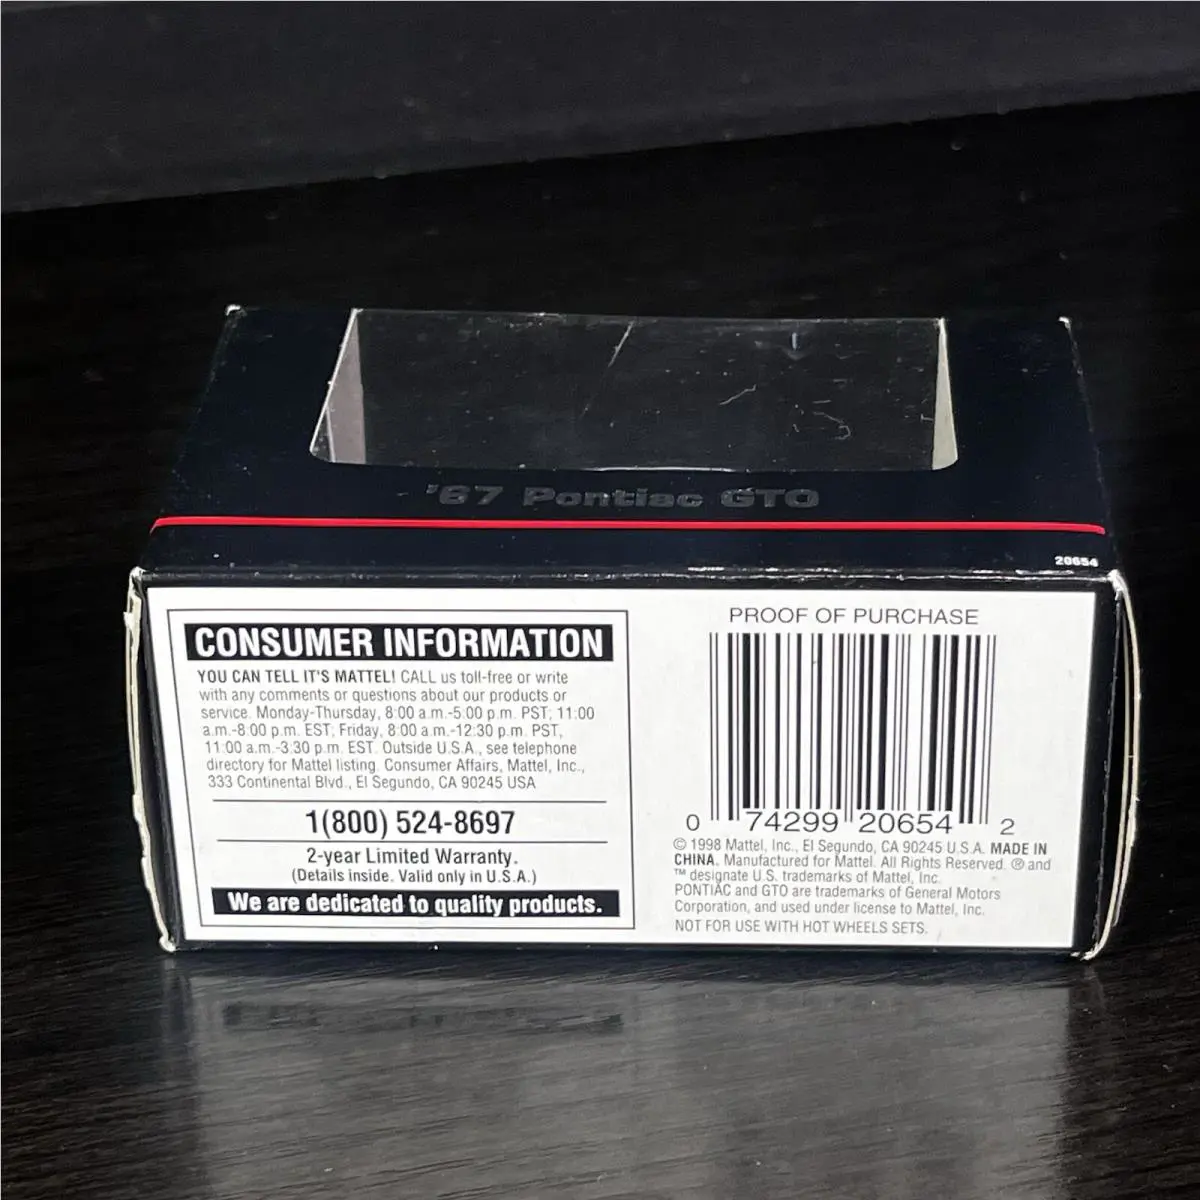 '67 Pontiac GTO
20654
CONSUMER INFORMATION
YOU CAN TELL IT'S MATTEL! CALL us toll-free or write
with any comments or questions about our products or
service. Monday-Thursday, 8:00 a.m.-5:00 p.m. PST; 11:00
a.m.-8:00 p.m. EST; Friday, 8:00 a.m.-12:30 p.m. PST,
11:00 a.m.-3:30 p.m. EST. Outside U.S.A., see telephone
directory for Mattel listing. Consumer Affairs, Mattel, Inc.,
333 Continental Blvd., El Segundo, CA 90245 USA
1(800) 524-8697
2-year Limited Warranty.
(Details inside. Valid only in U.S.A.)
We are dedicated to quality products.
PROOF OF PURCHASE
0 74299 20654 2
© 1998 Mattel, Inc., El Segundo, CA 90245 U.S.A. MADE IN
CHINA. Manufactured for Mattel. All Rights Reserved. ® and
™ designate U.S. trademarks of Mattel, Inc.
PONTIAC and GTO are trademarks of General Motors
Corporation, and used under license to Mattel, Inc.
NOT FOR USE WITH HOT WHEELS SETS.